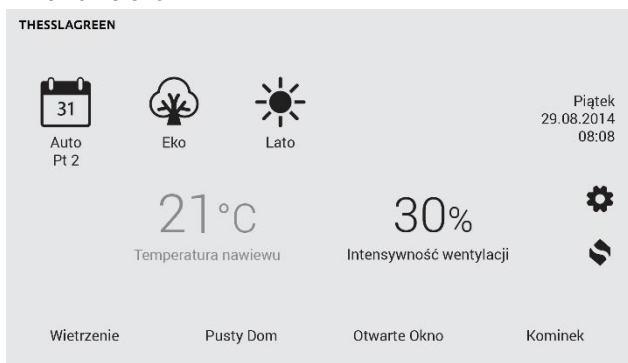 THESSLAGREEN
31
Auto
Pt 2
Eko
Lato
Piątek
29.08.2014
08:08
21°C
Temperatura nawiewu
30%
Intensywność wentylacji
Wietrzenie
Pusty Dom
Otwarte Okno
Kominek